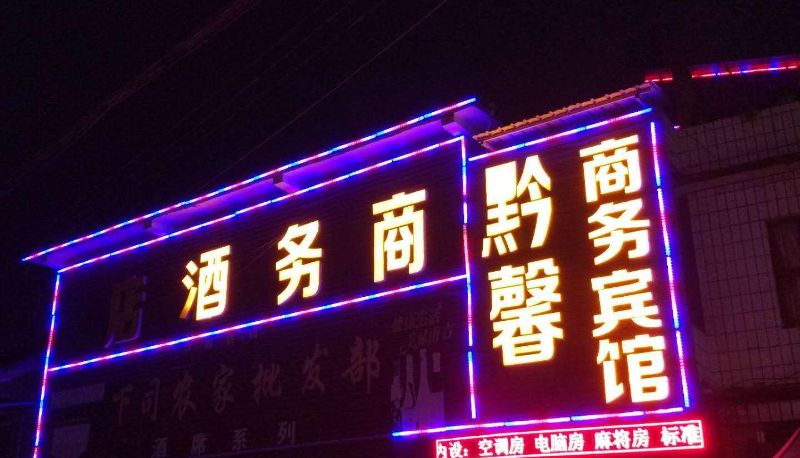 商务酒店
黔馨
商务宾馆
下司农家批发部
酒席系列
内设：空调房 电脑房 麻将房 标准